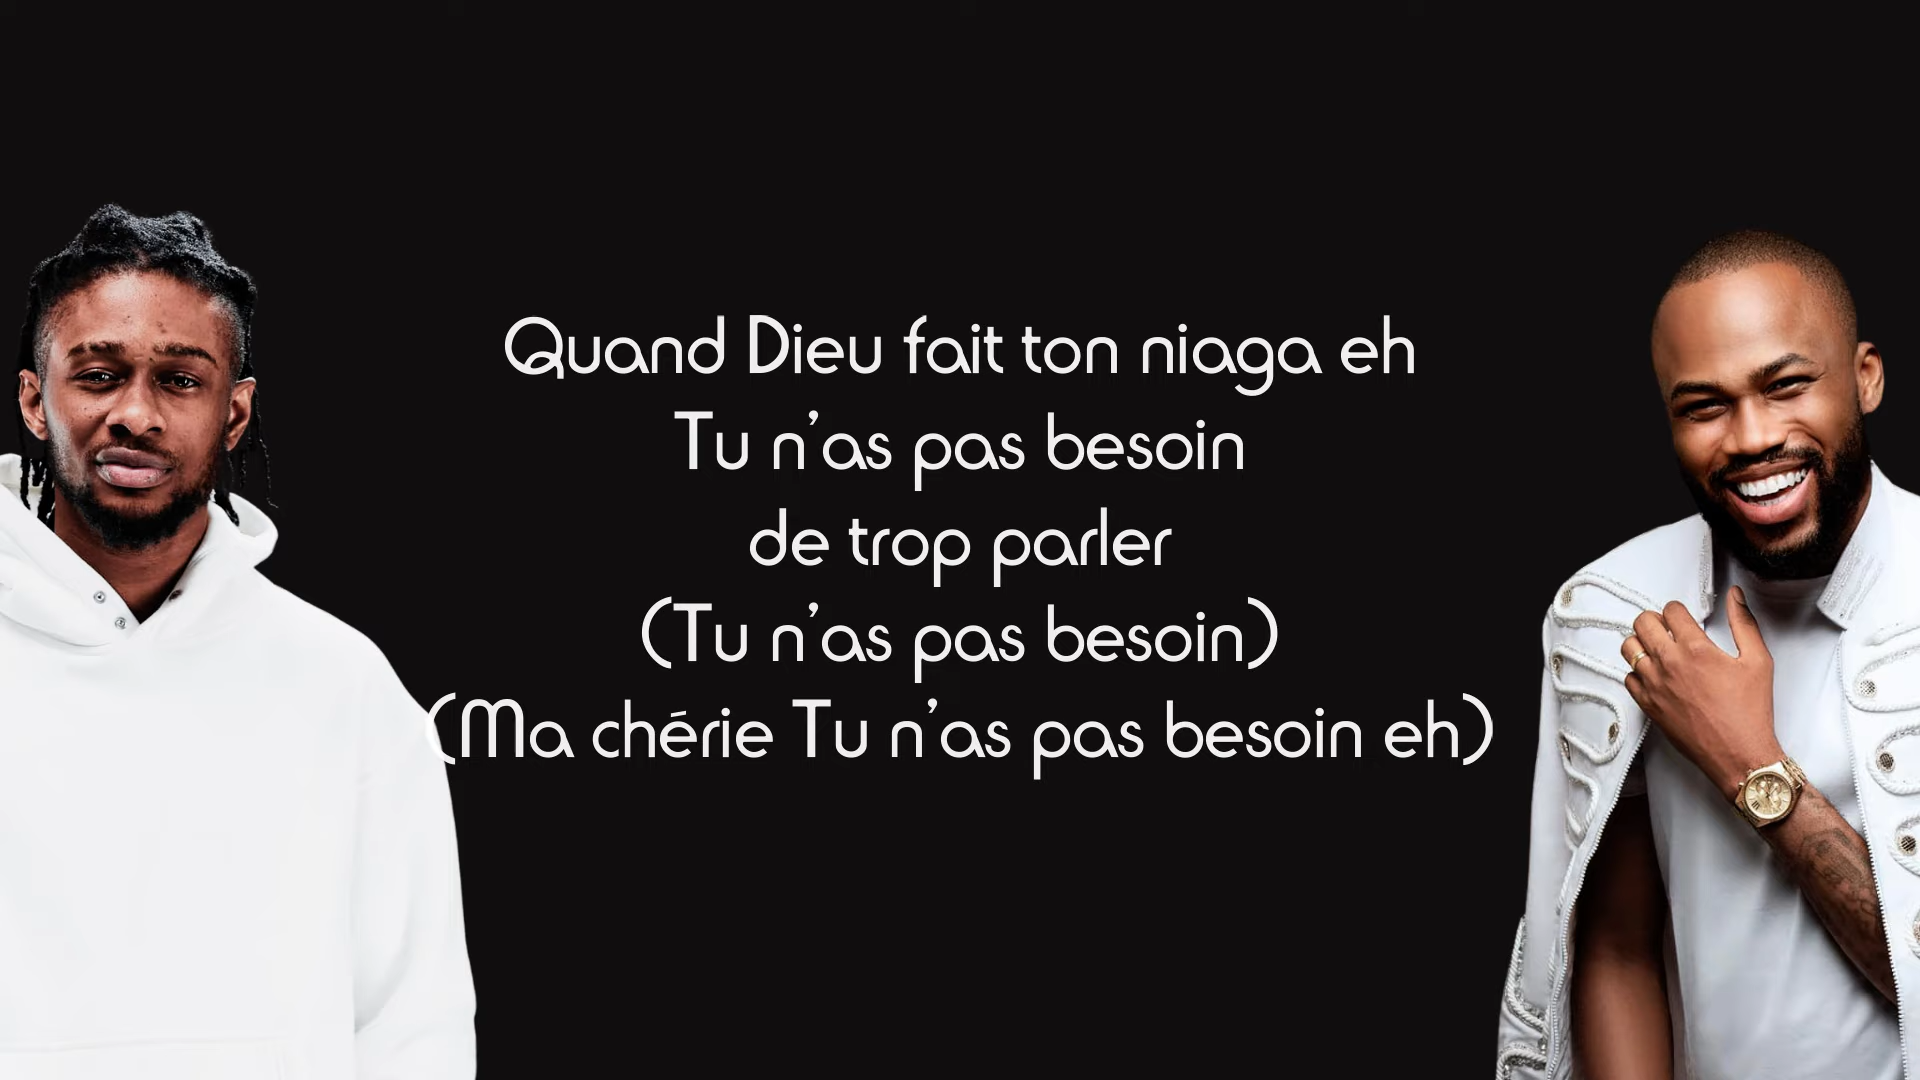 Quand Dieu fait ton niaga eh
Tu n'as pas besoin
de trop parler
(Tu n'as pas besoin)
(Ma chérie Tu n'as pas besoin eh)